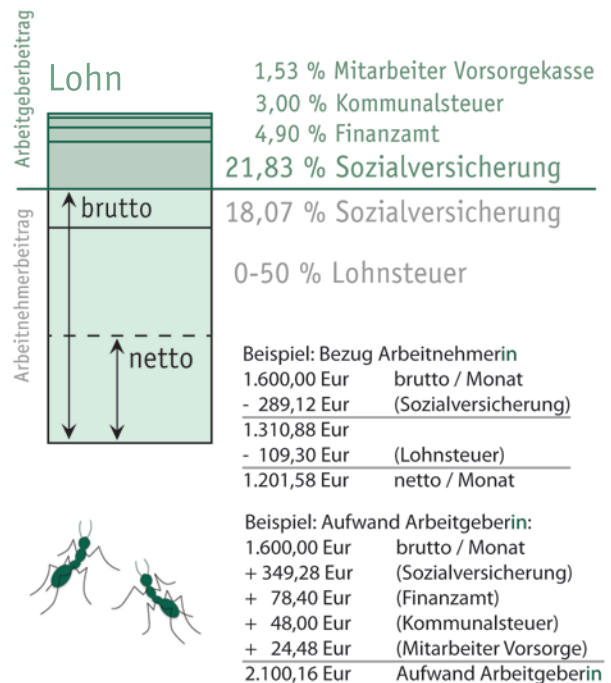 Arbeitgeberbeitrag
Lohn
1,53 % Mitarbeiter Vorsorgekasse
3,00 % Kommunalsteuer
4,90 % Finanzamt
21,83 % Sozialversicherung
Arbeitnehmerbeitrag
brutto
18,07 % Sozialversicherung
0-50 % Lohnsteuer
netto
Beispiel: Bezug Arbeitnehmerin
1.600,00 Eur brutto / Monat
- 289,12 Eur (Sozialversicherung)
1.310,88 Eur
- 109,30 Eur (Lohnsteuer)
1.201,58 Eur netto / Monat
Beispiel: Aufwand Arbeitgeberin:
1.600,00 Eur brutto / Monat
+ 349,28 Eur (Sozialversicherung)
+ 78,40 Eur (Finanzamt)
+ 48,00 Eur (Kommunalsteuer)
+ 24,48 Eur (Mitarbeiter Vorsorge)
2.100,16 Eur Aufwand Arbeitgeberin